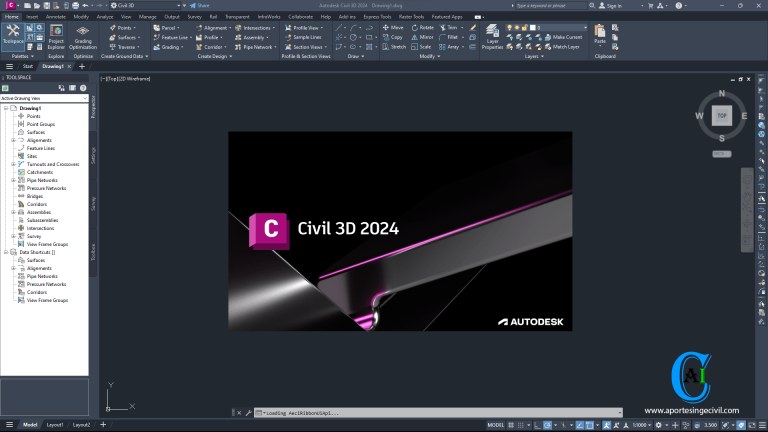 Civil 3D
Share
Autodesk Civil 3D 2024 Drawing1.dwg
Type a keyword or phrase
Sign In
Home Insert Annotate Modify Analyze View Manage Output Survey Rail Transparent InfraWorks Collaborate Help Add-ins Express Tools Raster Tools Featured Apps
Toolspace
Project Explorer
Grading Optimization
Points
Surfaces
Traverse
Parcel
Feature Line
Grading
Alignment
Profile
Corridor
Intersections
Assembly
Pipe Network
Profile View
Sample Lines
Section Views
Move
Copy
Stretch
Rotate
Mirror
Scale
Trim
Fillet
Array
Layer Properties
0
Make Current
Match Layer
Paste
Palettes Explore Grading Create Ground Data Create Design Profile & Section Views Draw Modify Layers Clipboard
Start Drawing1
TOOLSPACE
[−][Top][2D Wireframe]
Active Drawing View
Drawing1
Points
Point Groups
Surfaces
Alignments
Feature Lines
Sites
Turnouts and Crossovers
Catchments
Pipe Networks
Pressure Networks
Bridges
Corridors
Assemblies
Subassemblies
Intersections
Survey
View Frame Groups
Data Shortcuts []
Surfaces
Alignments
Pipe Networks
Pressure Networks
Corridors
View Frame Groups
Prospector
Settings
Survey
Toolbox
N
W TOP E
S
WCS
C Civil 3D 2024
AUTODESK
CAI
www.aportesingecivil.com
Y
X
Loading AeciRibbonUiApi...
Model Layout1 Layout2 +
MODEL
1:1000
3.500